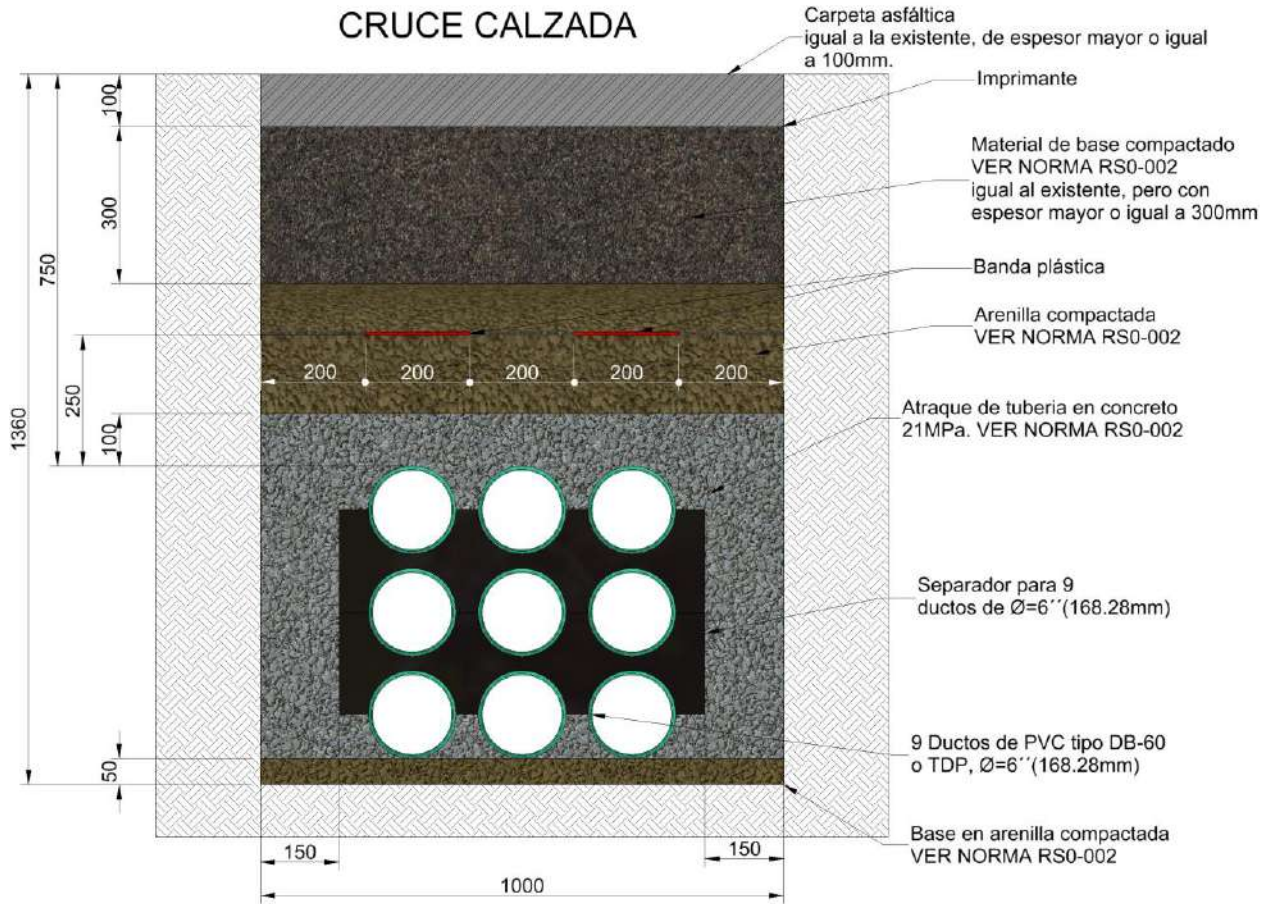 CRUCE CALZADA
Carpeta asfáltica
igual a la existente, de espesor mayor o igual
a 100mm.
Imprimante
Material de base compactado
VER NORMA RS0-002
igual al existente, pero con
espesor mayor o igual a 300mm
Banda plástica
Arenilla compactada
VER NORMA RS0-002
Atraque de tuberia en concreto
21MPa. VER NORMA RS0-002
Separador para 9
ductos de Ø=6´´(168.28mm)
9 Ductos de PVC tipo DB-60
o TDP, Ø=6´´(168.28mm)
Base en arenilla compactada
VER NORMA RS0-002
100
300
750
250
1360
100
50
200 200 200 200 200
150 150
1000